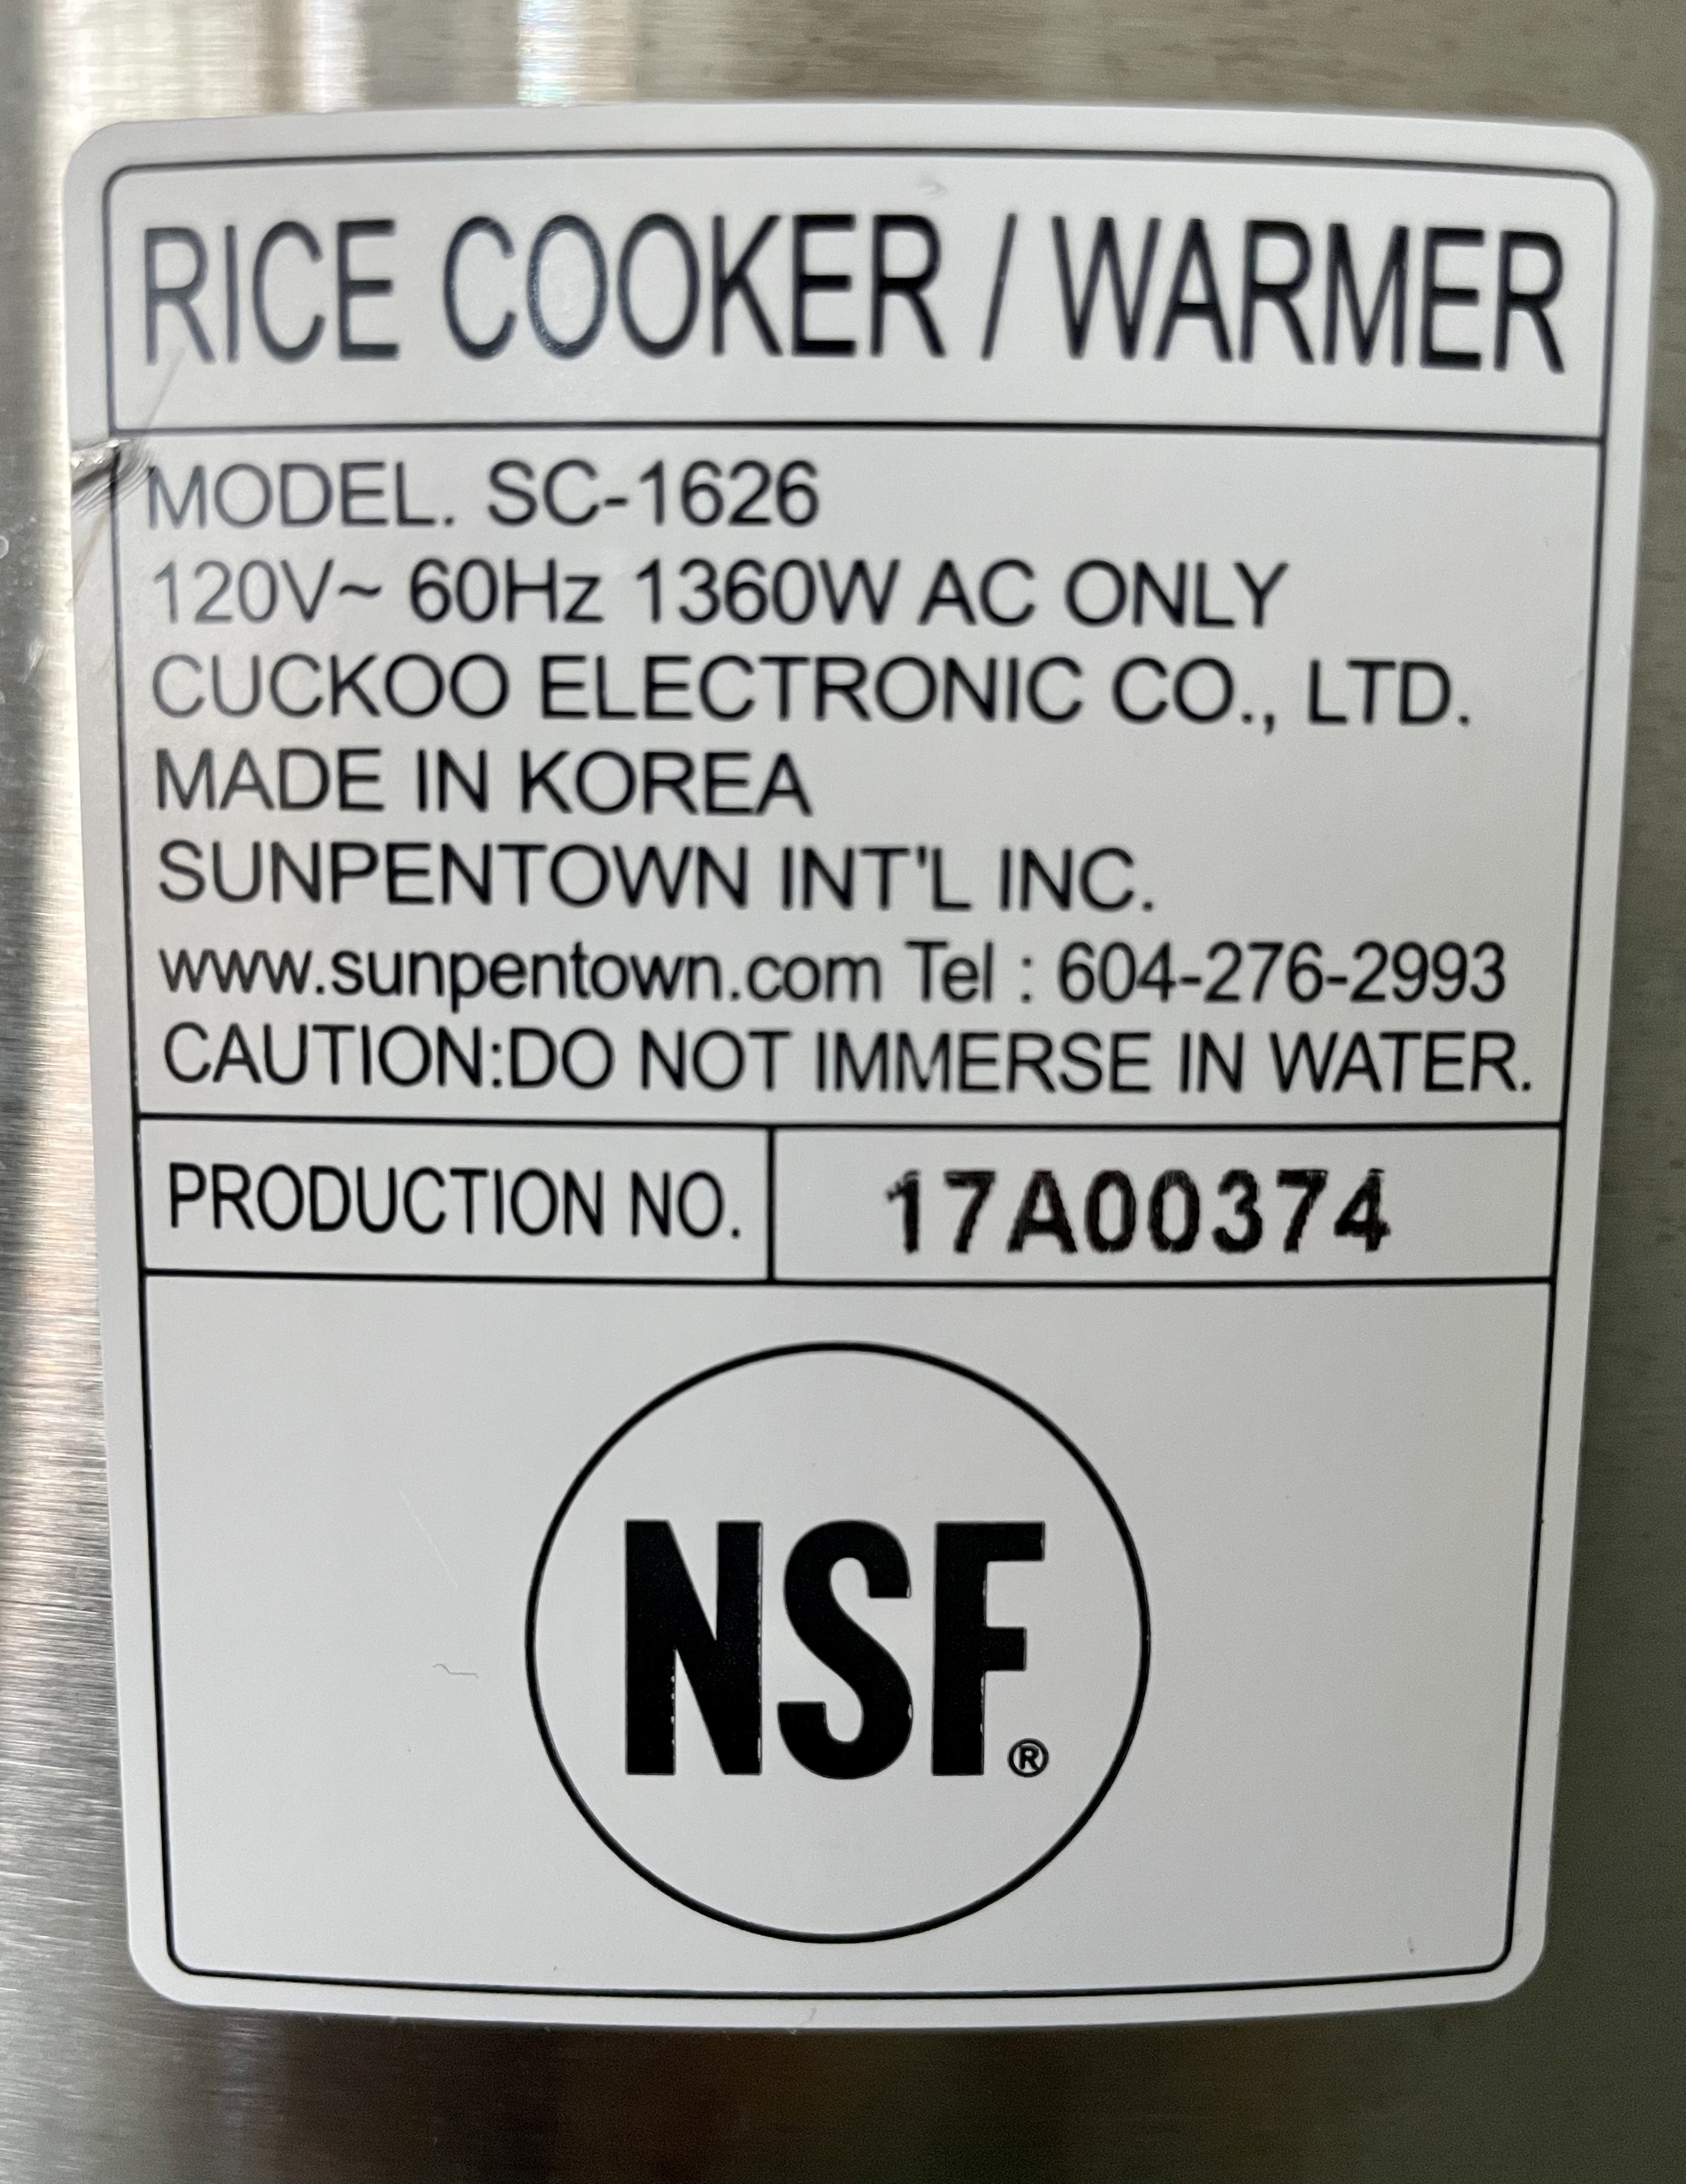 RICE COOKER / WARMER
MODEL. SC-1626
120V~ 60Hz 1360W AC ONLY
CUCKOO ELECTRONIC CO., LTD.
MADE IN KOREA
SUNPENTOWN INT'L INC.
www.sunpentown.com Tel : 604-276-2993
CAUTION:DO NOT IMMERSE IN WATER.
PRODUCTION NO. 17A00374
NSF®